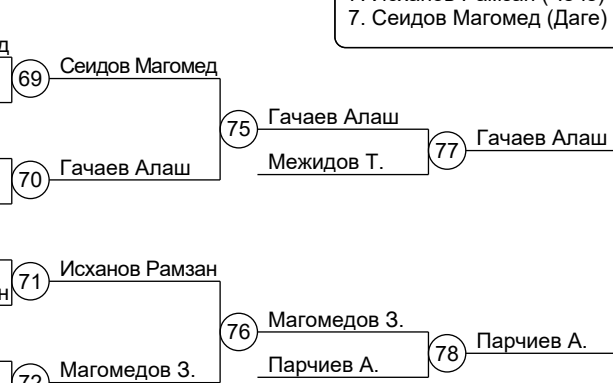 7. Сеидов Магомед (Даге)
69
Сеидов Магомед
75
Гачаев Алаш
77
Гачаев Алаш
70
Гачаев Алаш
Межидов Т.
71
Исханов Рамзан
76
Магомедов З.
78
Парчиев А.
72
Магомедов З.
Парчиев А.